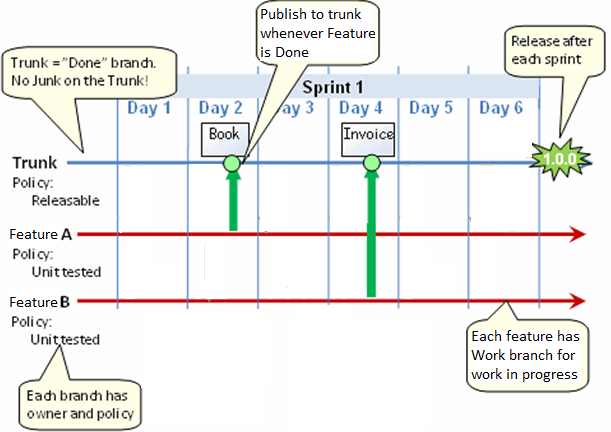 Publish to trunk
whenever Feature
is Done
Release after
each sprint
Trunk = "Done" branch.
No Junk on the Trunk!
Sprint 1
Day 1 Day 2 Day 3 Day 4 Day 5 Day 6
Book Invoice
Trunk
1.0.0
Policy:
Releasable
Feature A
Policy:
Unit tested
Feature B
Policy:
Unit tested
Each feature has
Work branch for
work in progress
Each branch has
owner and policy